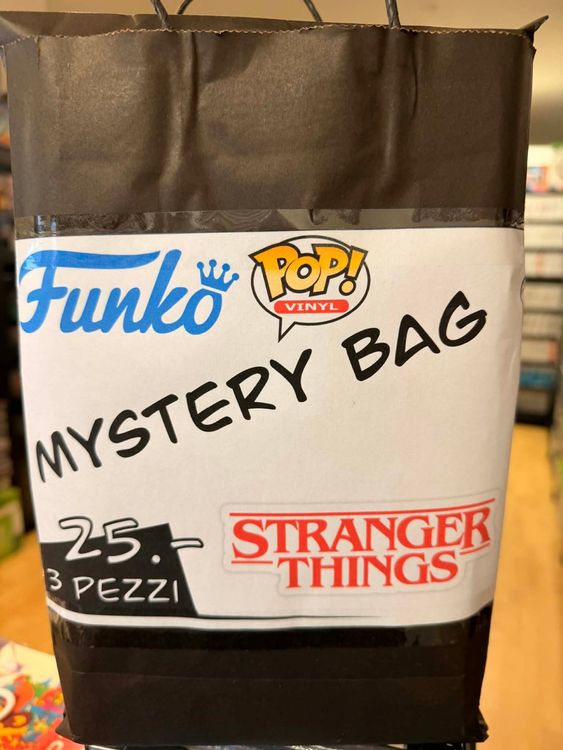 Funko
POP!
VINYL
MYSTERY BAG
25.-
3 PEZZI
STRANGER
THINGS